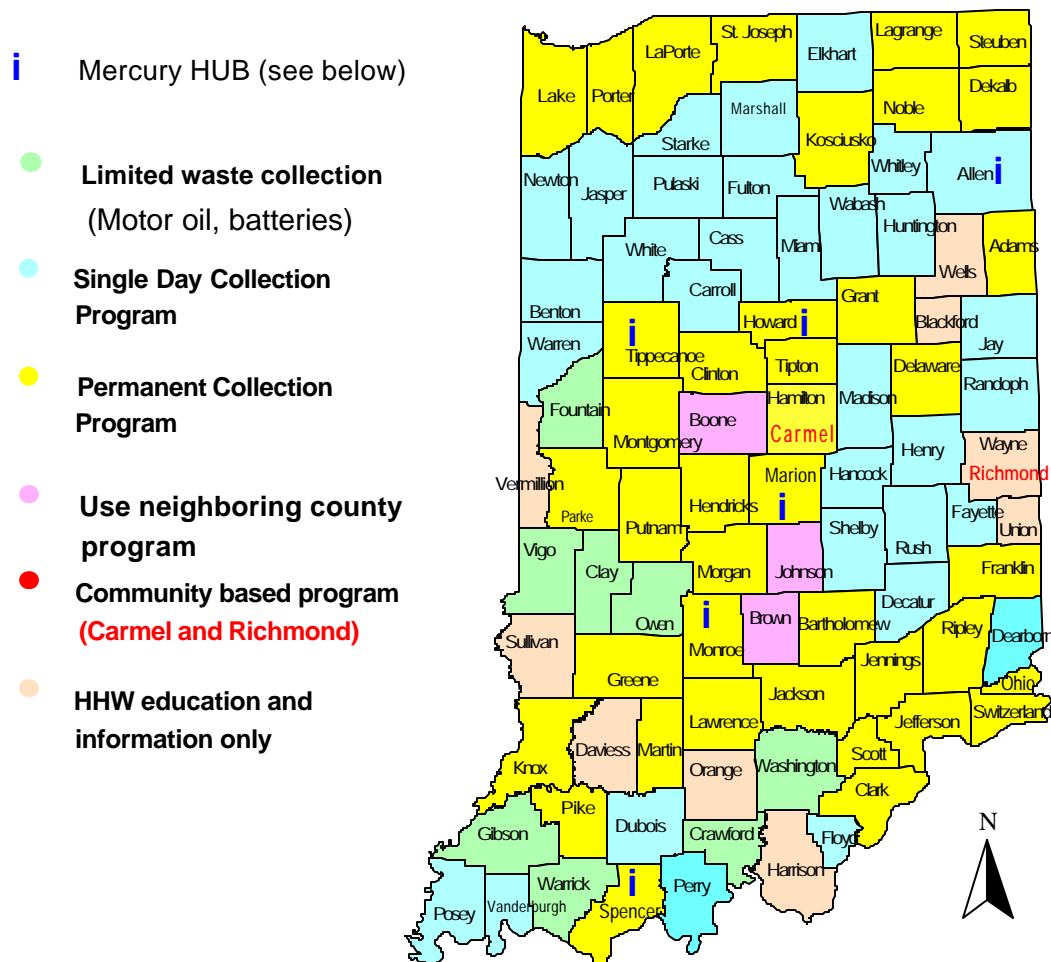 i Mercury HUB (see below)
Limited waste collection
(Motor oil, batteries)
Single Day Collection
Program
Permanent Collection
Program
Use neighboring county
program
Community based program
(Carmel and Richmond)
HHW education and
information only
St. Joseph
Lagrange
Steuben
LaPorte
Elkhart
Lake
Porter
Noble
Dekalb
Marshall
Starke
Kosciusko
Whitley
Allen
i
Newton
Jasper
Pulaski
Fulton
Wabash
Huntington
White
Cass
Miam
Wells
Adams
Carroll
Grant
Benton
Howard
i
Blackford
Jay
Warren
i
Tippecanoe
Clinton
Tipton
Delaware
Randoph
Fountain
Hamilton
Madison
Boone
Carmel
Montgomery
Henry
Wayne
Richmond
Vermillion
Marion
i
Hancock
Parke
Putnam
Hendricks
Fayette
Union
Shelby
Rush
Vigo
Clay
Morgan
Johnson
Franklin
Decatur
Owen
i
Monroe
Brown
Bartholomew
Ripley
Dearborn
Sullivan
Greene
Jennings
Ohio
Jackson
Switzerland
Lawrence
Jefferson
Knox
Daviess
Martin
Orange
Washington
Scott
Clark
Pike
Gibson
Dubois
Crawford
Floyd
N
Harrison
Warrick
i
Spencer
Perry
Posey
Vanderburgh